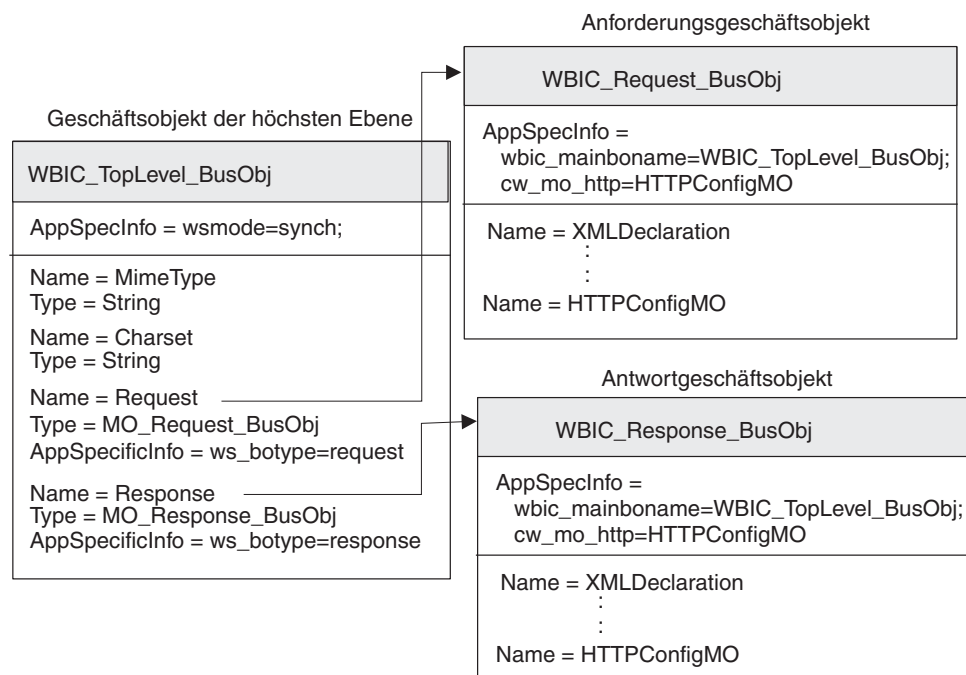 Geschäftsobjekt der höchsten Ebene
WBIC_TopLevel_BusObj
AppSpecInfo = wsmode=synch;
Name = MimeType
Type = String
Name = Charset
Type = String
Name = Request
Type = MO_Request_BusObj
AppSpecificInfo = ws_botype=request
Name = Response
Type = MO_Response_BusObj
AppSpecificInfo = ws_botype=response
Anforderungsgeschäftsobjekt
WBIC_Request_BusObj
AppSpecInfo =
wbic_mainboname=WBIC_TopLevel_BusObj;
cw_mo_http=HTTPConfigMO
Name = XMLDeclaration
:
:
Name = HTTPConfigMO
Antwortgeschäftsobjekt
WBIC_Response_BusObj
AppSpecInfo =
wbic_mainboname=WBIC_TopLevel_BusObj;
cw_mo_http=HTTPConfigMO
Name = XMLDeclaration
:
:
Name = HTTPConfigMO